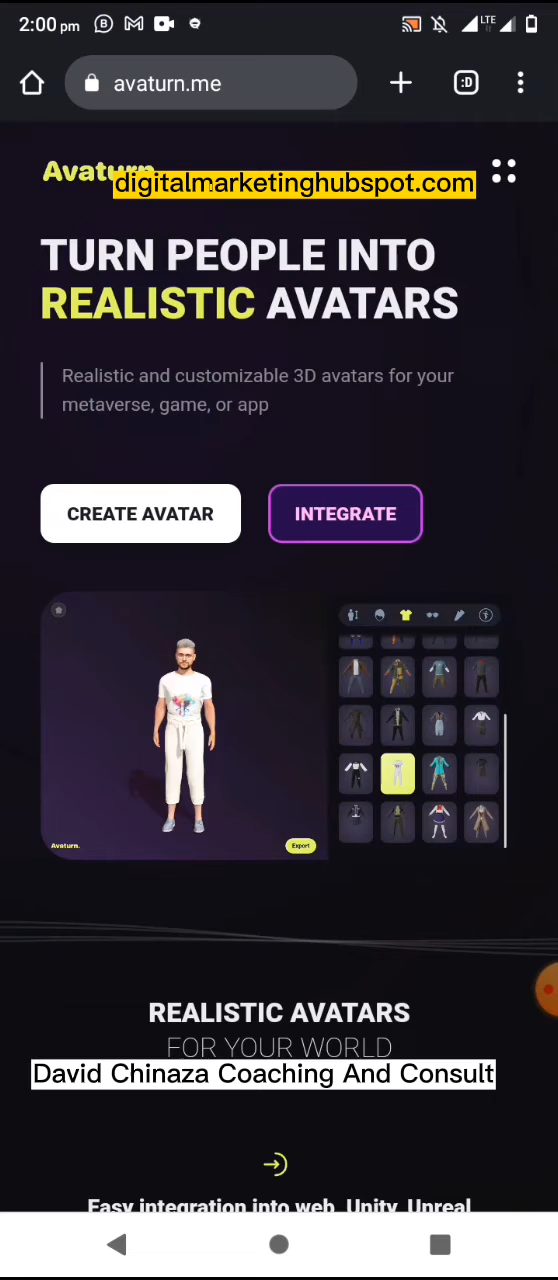 2:00 pm
LTE
avaturn.me
:D
Avaturn
digitalmarketinghubspot.com
TURN PEOPLE INTO
REALISTIC AVATARS
Realistic and customizable 3D avatars for your
metaverse, game, or app
CREATE AVATAR
INTEGRATE
Avaturn.
Export
REALISTIC AVATARS
FOR YOUR WORLD
David Chinaza Coaching And Consult
Easy integration into web, Unity, Unreal